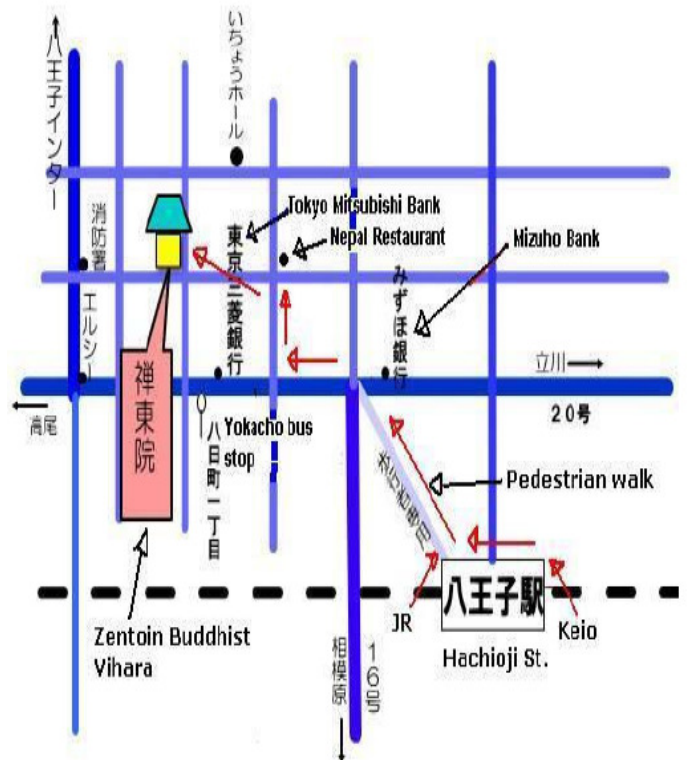 八王子インター
いちょうホール
消防署
Tokyo Mitsubishi Bank
東京三菱銀行
Nepal Restaurant
Mizuho Bank
みずほ銀行
エルシー
立川
20号
高尾
禅東院
Yokacho bus
stop
八日町一丁目
Pedestrian walk
八王子駅
JR
Keio
Hachioji St.
Zentoin Buddhist
Vihara
相模原
16号